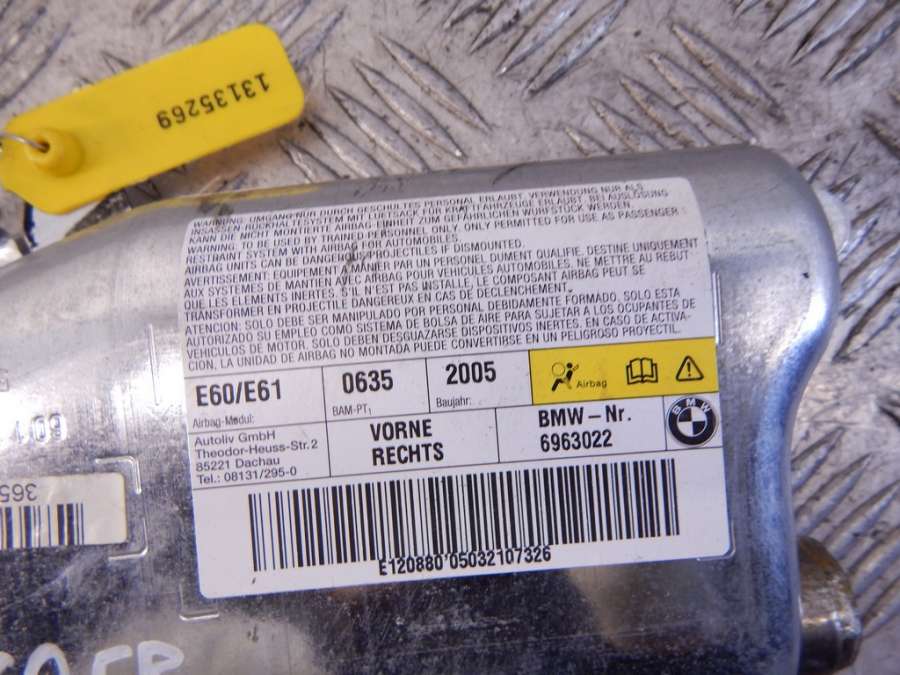 13135269
WARNUNG: UMGANG NUR DURCH GESCHULTES PERSONAL ERLAUBT, VERWENDUNG NUR ALS
INSASSEN-RÜCKHALTESYSTEM MIT LUFTSACK FÜR KRAFTFAHRZEUGE ERLAUBT. BEI AUSLÖSUNG
KANN DIE NICHT MONTIERTE AIRBAG-EINHEIT ZUM GEFÄHRLICHEN WURFSTÜCK WERDEN.
WARNING: TO BE USED BY TRAINED PERSONNEL ONLY, ONLY PERMITTED FOR USE AS PASSENGER
RESTRAINT SYSTEM WITH AIRBAG FOR AUTOMOBILES.
AIRBAG UNITS CAN BE DANGEROUS PROJECTILES IF DISMOUNTED.
AVERTISSEMENT: EQUIPEMENT A MANIER PAR LE PERSONNEL DUMENT QUALIFIE, DESTINE UNIQUEMENT
AUX SYSTEMES DE MANTIEN AVEC AIRBAG POUR VEHICULES AUTOMOBILES. NE METTRE AU REBUT
QUE LES ELEMENTS INERTES. S'IL N'EST PAS INSTALLE, LE COMPOSANT AIRBAG PEUT SE
TRANSFORMER EN PROJECTILE DANGEREUX EN CAS DE DECLENCHEMENT.
ATENCION: SOLO DEBE SER MANIPULADO POR PERSONAL DEBIDAMENTE FORMADO. SOLO ESTA
AUTORIZADO SU EMPLEO COMO SISTEMA DE BOLSA DE AIRE PARA SUJETAR A LOS OCUPANTES DE
VEHICULOS DE MOTOR. SOLO DEBEN DESGUAZARSE DISPOSITIVOS INERTES. EN CASO DE ACTIVA-
CION, LA UNIDAD DE AIRBAG NO MONTADA PUEDE CONVERTIRSE EN UN PELIGROSO PROYECTIL.
E60/E61
Airbag-Modul:
0635
BAM-PT1
2005
Baujahr:
Airbag
Autoliv GmbH
Theodor-Heuss-Str.2
85221 Dachau
Tel.: 08131/295-0
VORNE
RECHTS
BMW-Nr.
6963022
BMW
E120880 05032107326
365